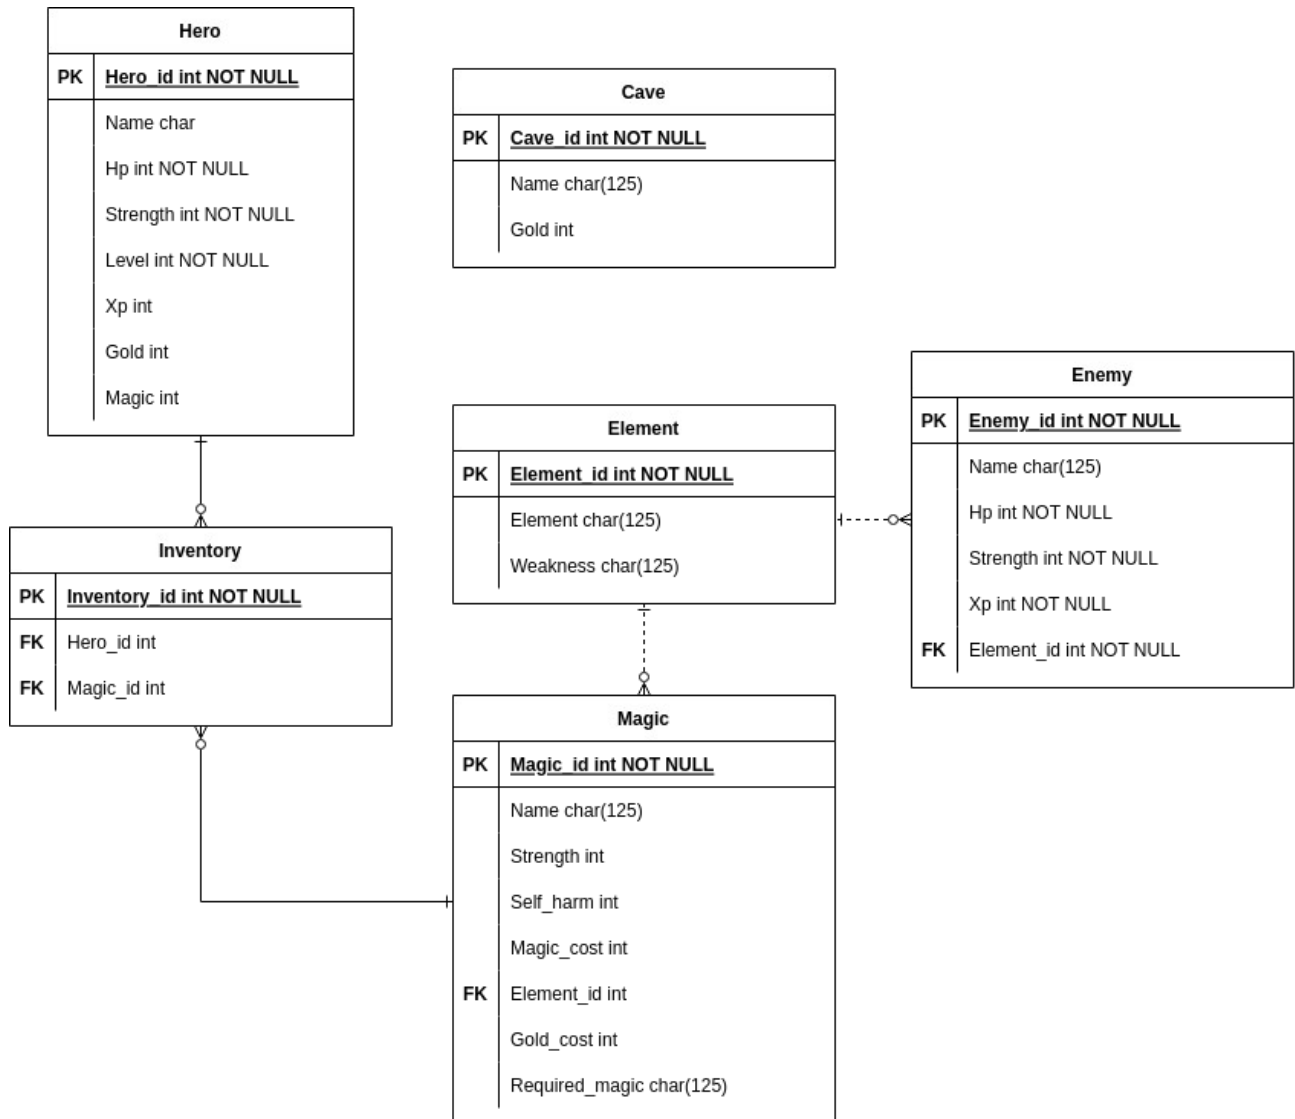 Hero
PK Hero_id int NOT NULL
Name char
Hp int NOT NULL
Strength int NOT NULL
Level int NOT NULL
Xp int
Gold int
Magic int
Cave
PK Cave_id int NOT NULL
Name char(125)
Gold int
Element
PK Element_id int NOT NULL
Element char(125)
Weakness char(125)
Enemy
PK Enemy_id int NOT NULL
Name char(125)
Hp int NOT NULL
Strength int NOT NULL
Xp int NOT NULL
FK Element_id int NOT NULL
Inventory
PK Inventory_id int NOT NULL
FK Hero_id int
FK Magic_id int
Magic
PK Magic_id int NOT NULL
Name char(125)
Strength int
Self_harm int
Magic_cost int
FK Element_id int
Gold_cost int
Required_magic char(125)